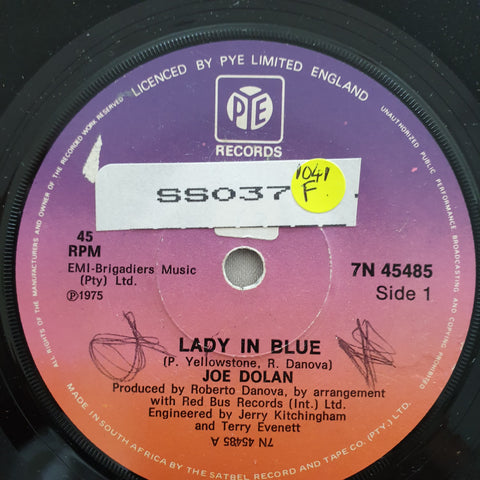 LICENCED BY PYE LIMITED ENGLAND
PYE
RECORDS
SS037
1041
F
45
RPM
EMI-Brigadiers Music
(Pty) Ltd.
℗1975
7N 45485
Side 1
LADY IN BLUE
(P. Yellowstone, R. Danova)
JOE DOLAN
Produced by Roberto Danova, by arrangement
with Red Bus Records (Int.) Ltd.
Engineered by Jerry Kitchingham
and Terry Evenett
7N 45485 A
ALL RIGHTS OF THE MANUFACTURERS AND OWNER OF THE RECORDED WORK RESERVED
UNAUTHORIZED PUBLIC PERFORMANCE BROADCASTING AND COPYING PROHIBITED
MADE IN SOUTH AFRICA BY THE SATBEL RECORD AND TAPE CO. (PTY.) LTD.